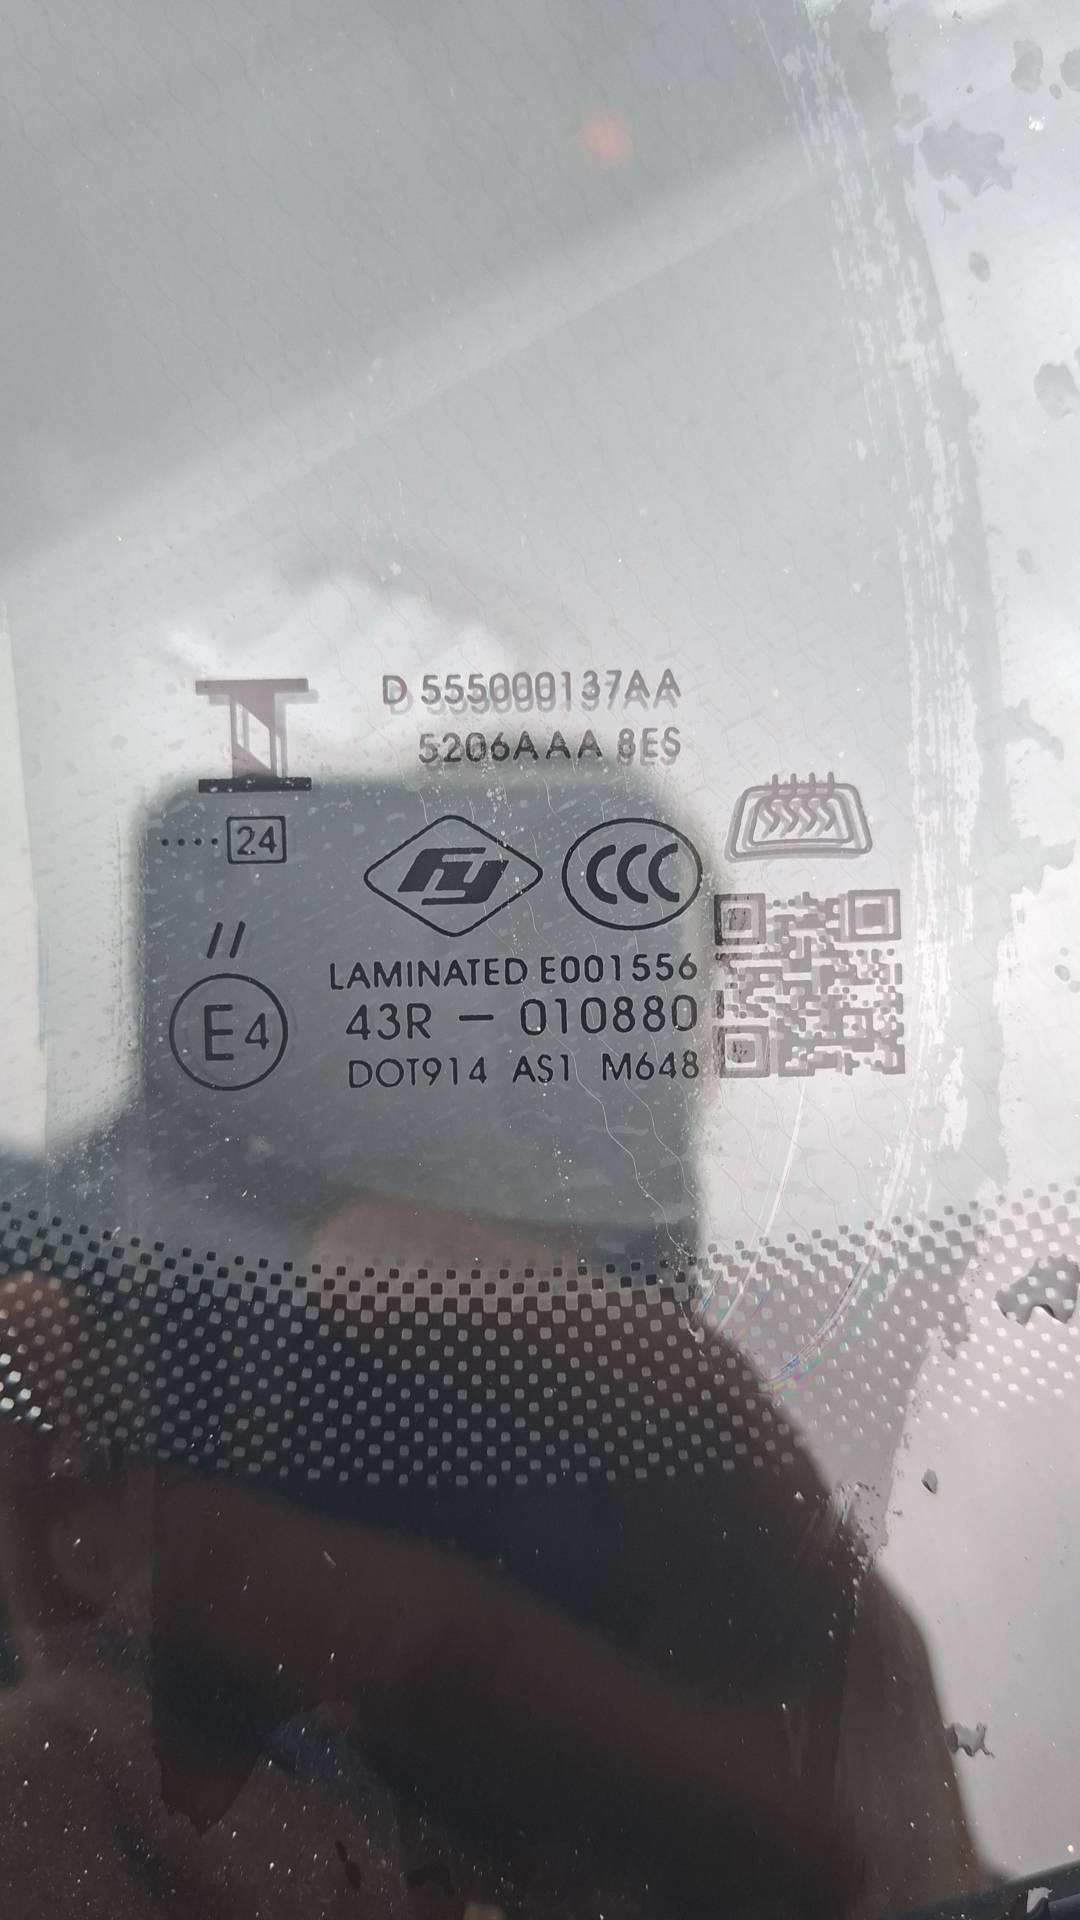 D 555000137AA
5206AAA 8ES
····24
fy
CCC
//
LAMINATED E001556
E4
43R – 010880
DOT914 AS1 M648